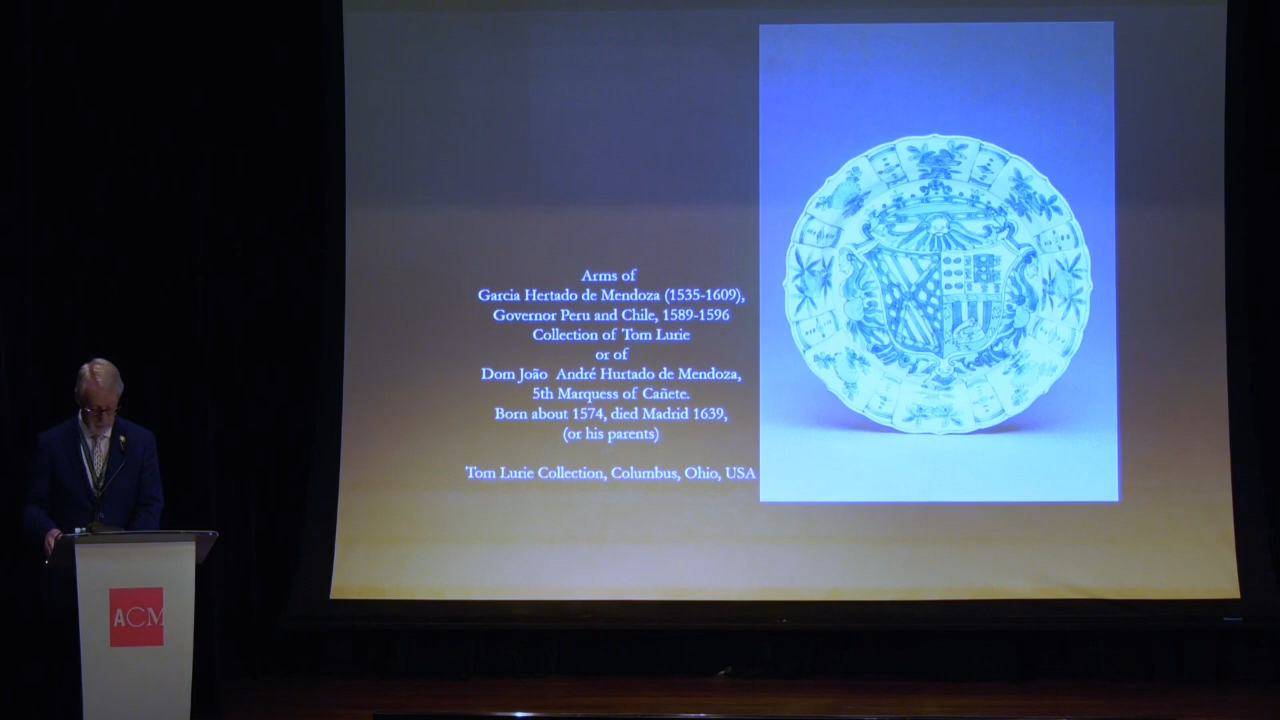 Arms of
Garcia Hertado de Mendoza (1535-1609),
Governor Peru and Chile, 1589-1596
Collection of Tom Lurie
or of
Dom João André Hurtado de Mendoza,
5th Marquess of Cañete.
Born about 1574, died Madrid 1639,
(or his parents)
Tom Lurie Collection, Columbus, Ohio, USA
ACM